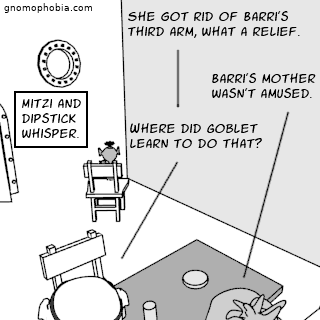 gnomophobia.com
SHE GOT RID OF BARRI'S
THIRD ARM, WHAT A RELIEF.
BARRI'S MOTHER
WASN'T AMUSED.
MITZI AND
DIPSTICK
WHISPER.
WHERE DID GOBLET
LEARN TO DO THAT?